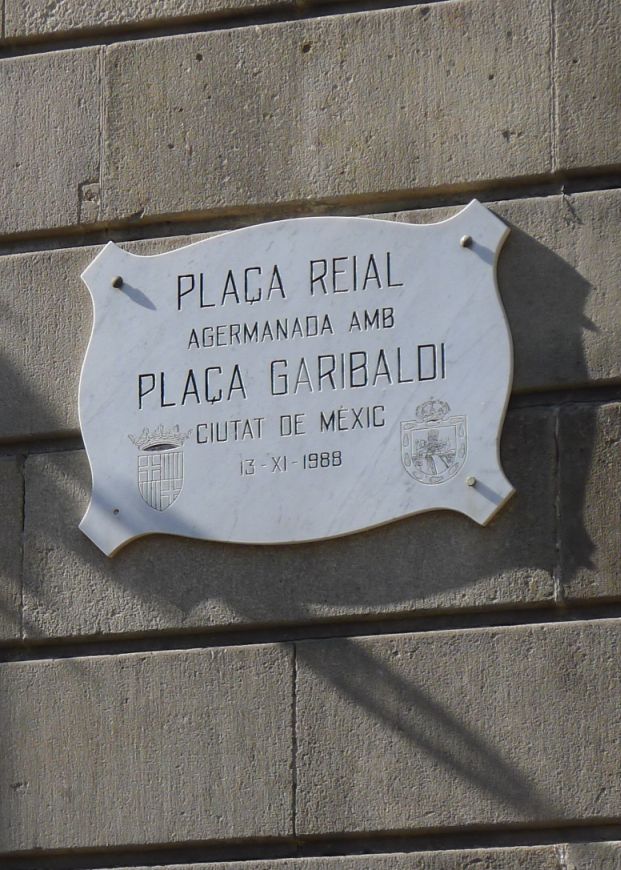 PLAÇA REIAL
AGERMANADA AMB
PLAÇA GARIBALDI
CIUTAT DE MÈXIC
13-XI-1988